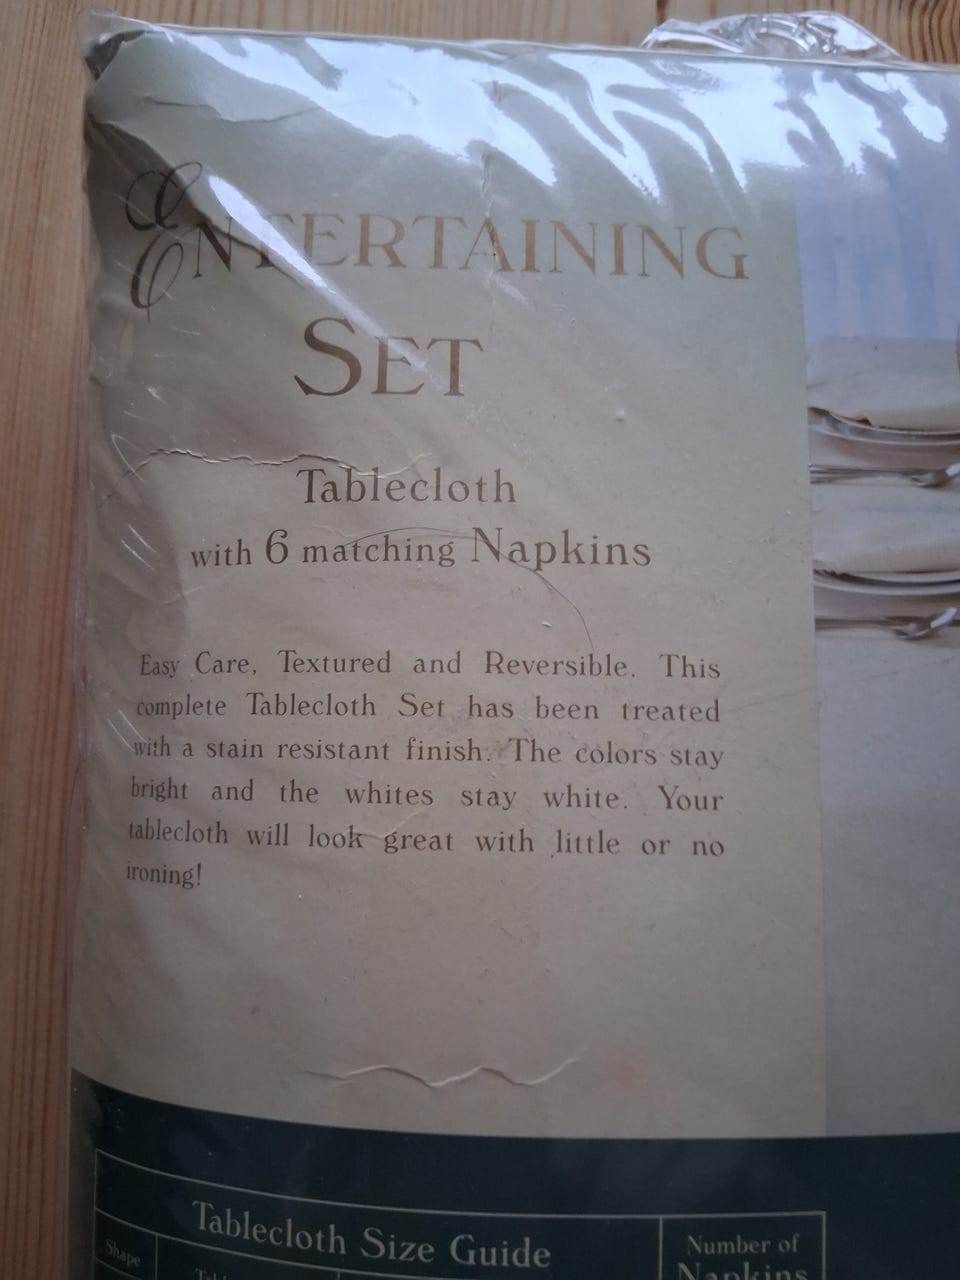 Entertaining
Set
Tablecloth
with 6 matching Napkins
Easy Care, Textured and Reversible. This
complete Tablecloth Set has been treated
with a stain resistant finish. The colors stay
bright and the whites stay white. Your
tablecloth will look great with little or no
ironing!
Tablecloth Size Guide
Number of
Napkins
Shape